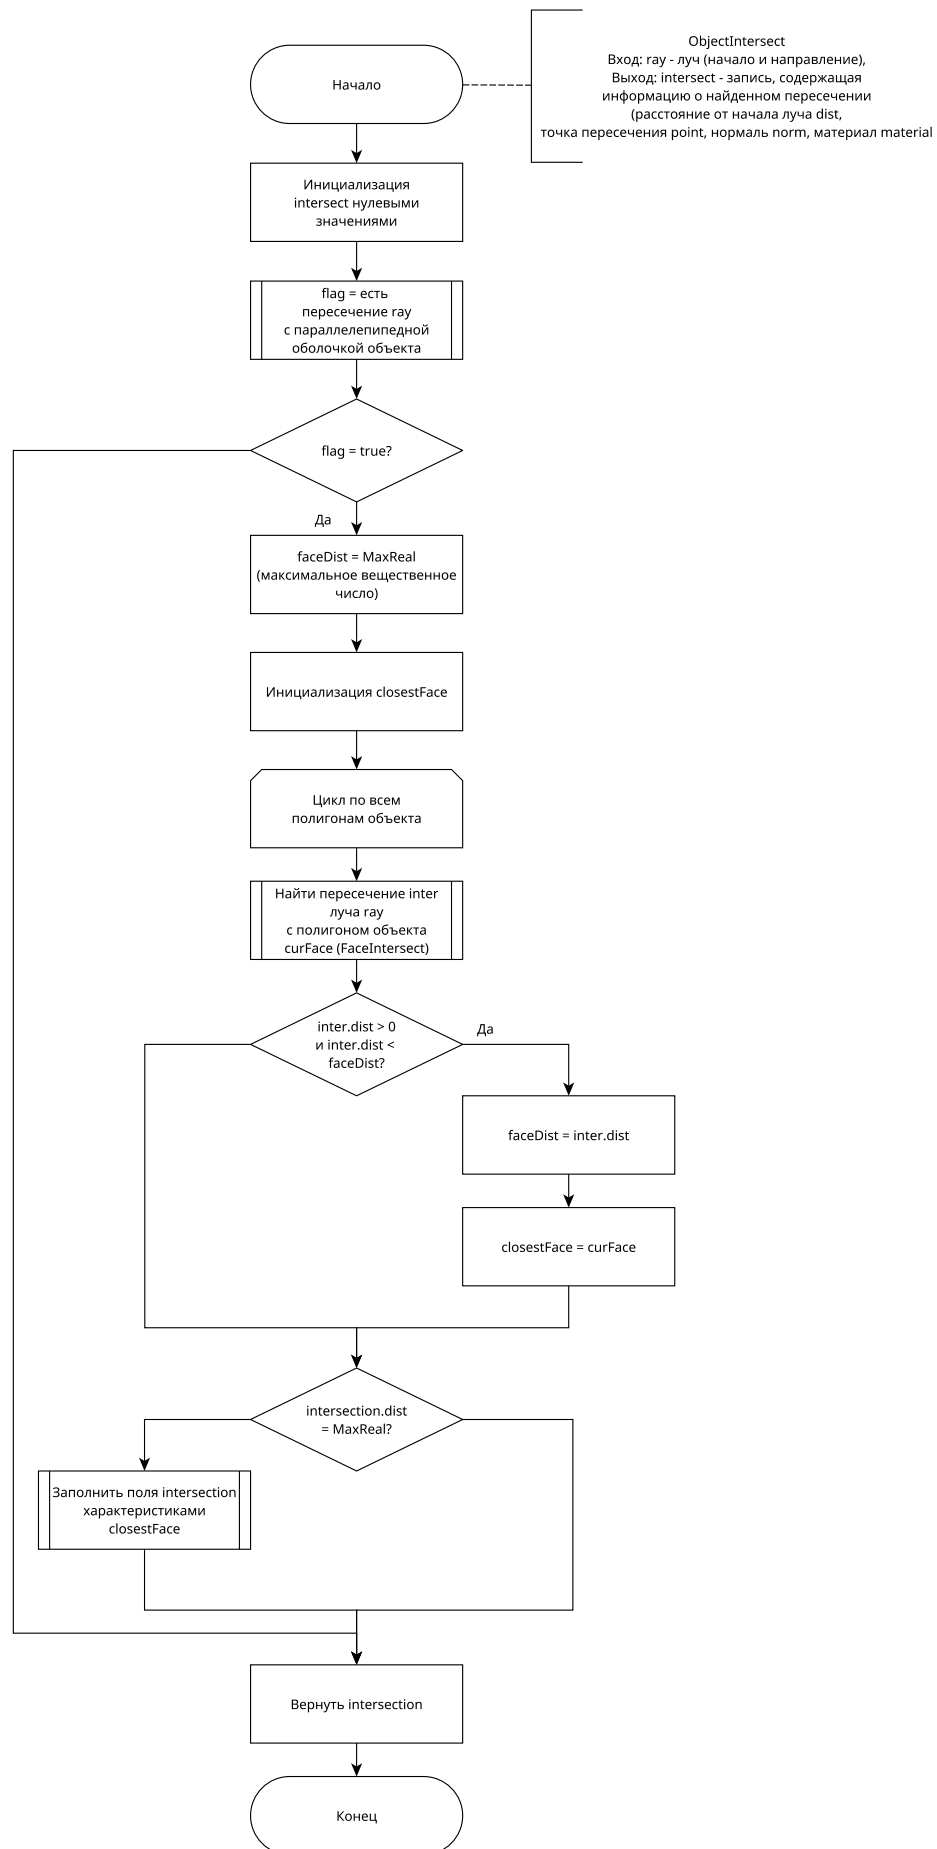 Начало
ObjectIntersect
Вход: ray - луч (начало и направление),
Выход: intersect - запись, содержащая
информацию о найденном пересечении
(расстояние от начала луча dist,
точка пересечения point, нормаль norm, материал material
Инициализация
intersect нулевыми
значениями
flag = есть
пересечение ray
с параллелепипедной
оболочкой объекта
flag = true?
Да
faceDist = MaxReal
(максимальное вещественное
число)
Инициализация closestFace
Цикл по всем
полигонам объекта
Найти пересечение inter
луча ray
с полигоном объекта
curFace (FaceIntersect)
inter.dist > 0
и inter.dist <
faceDist?
Да
faceDist = inter.dist
closestFace = curFace
intersection.dist
= MaxReal?
Заполнить поля intersection
характеристиками
closestFace
Вернуть intersection
Конец